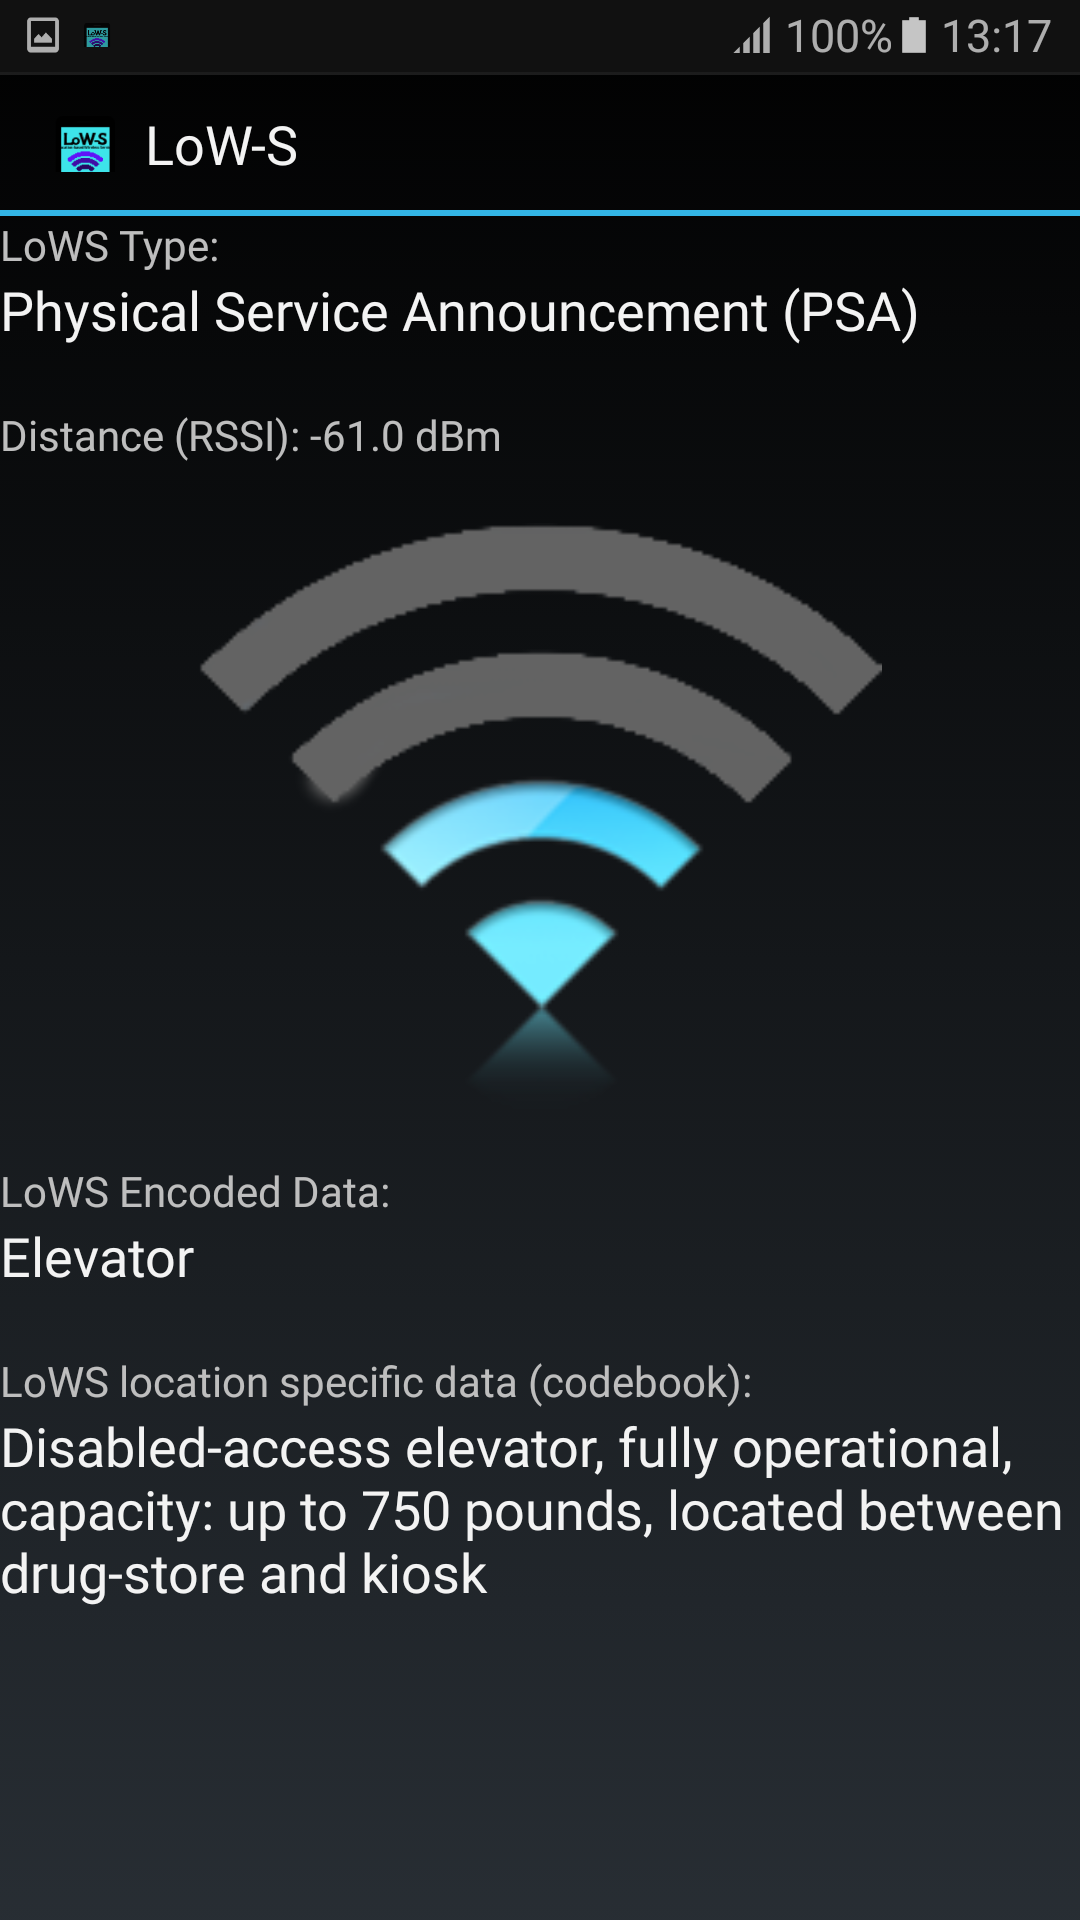 100% 13:17
LoW-S
LoW-S
LoWS Type:
Physical Service Announcement (PSA)
Distance (RSSI): -61.0 dBm
LoWS Encoded Data:
Elevator
LoWS location specific data (codebook):
Disabled-access elevator, fully operational,
capacity: up to 750 pounds, located between
drug-store and kiosk